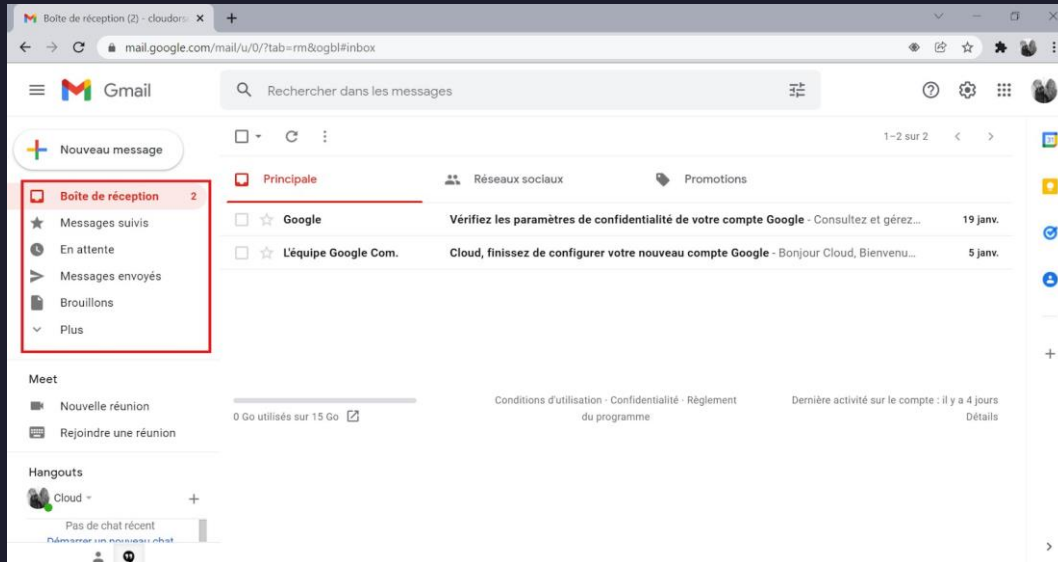 Boîte de réception (2) - cloudors
mail.google.com/mail/u/0/?tab=rm&ogbl#inbox
Gmail
Rechercher dans les messages
Nouveau message
1–2 sur 2
Boîte de réception 2
Messages suivis
En attente
Messages envoyés
Brouillons
Plus
Principale
Réseaux sociaux
Promotions
Google Vérifiez les paramètres de confidentialité de votre compte Google - Consultez et gérez... 19 janv.
L'équipe Google Com. Cloud, finissez de configurer votre nouveau compte Google - Bonjour Cloud, Bienvenu... 5 janv.
Meet
Nouvelle réunion
Rejoindre une réunion
0 Go utilisés sur 15 Go
Conditions d'utilisation · Confidentialité · Règlement
du programme
Dernière activité sur le compte : il y a 4 jours
Détails
Hangouts
Cloud
Pas de chat récent
Démarrer un nouveau chat